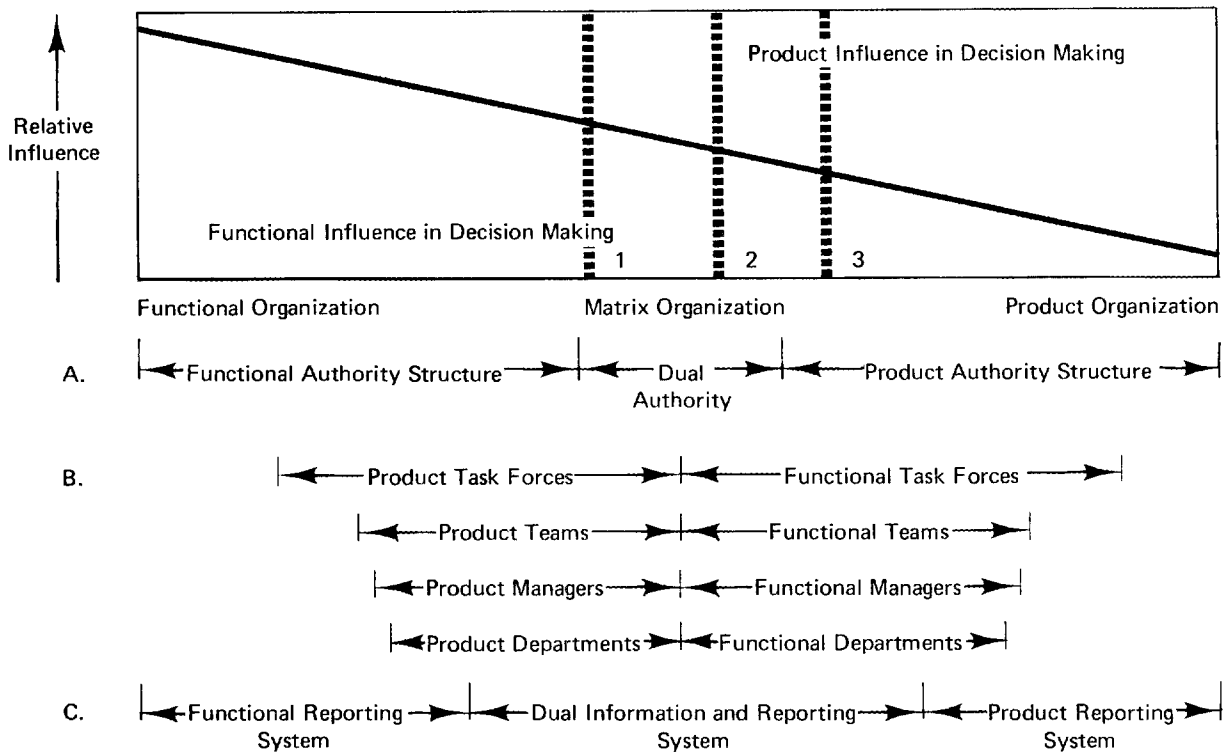 Relative
Influence
Product Influence in Decision Making
Functional Influence in Decision Making
1
2
3
Functional Organization
Matrix Organization
Product Organization
A.
Functional Authority Structure
Dual
Authority
Product Authority Structure
B.
Product Task Forces
Functional Task Forces
Product Teams
Functional Teams
Product Managers
Functional Managers
Product Departments
Functional Departments
C.
Functional Reporting
System
Dual Information and Reporting
System
Product Reporting
System